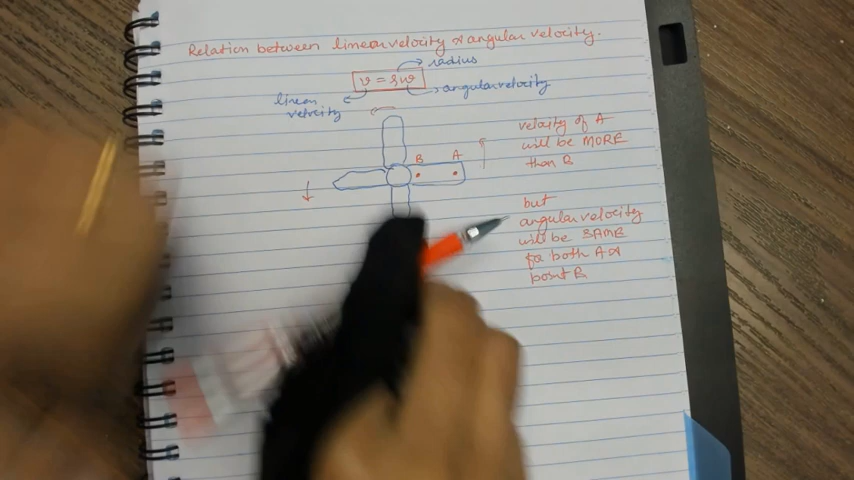 Relation between linear velocity & angular velocity.
radius
v = rω
angular velocity
linear
velocity
B A
velocity of A
will be MORE
than B
but
angular velocity
will be SAME
for both A &
point B